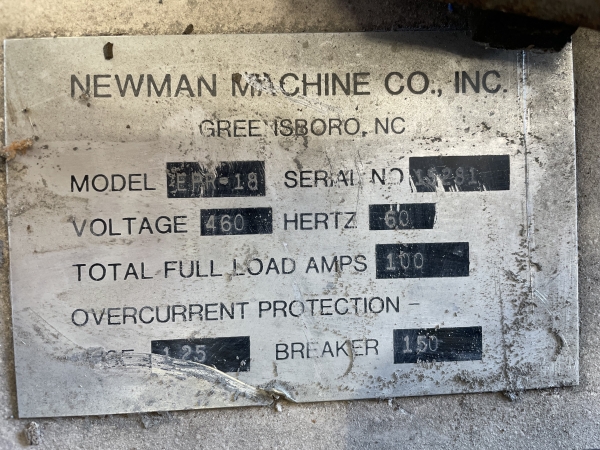 NEWMAN MACHINE CO., INC.
GREENSBORO, NC
MODEL SERIAL NO
VOLTAGE 460 HERTZ 60
TOTAL FULL LOAD AMPS 100
OVERCURRENT PROTECTION –
125 BREAKER 150